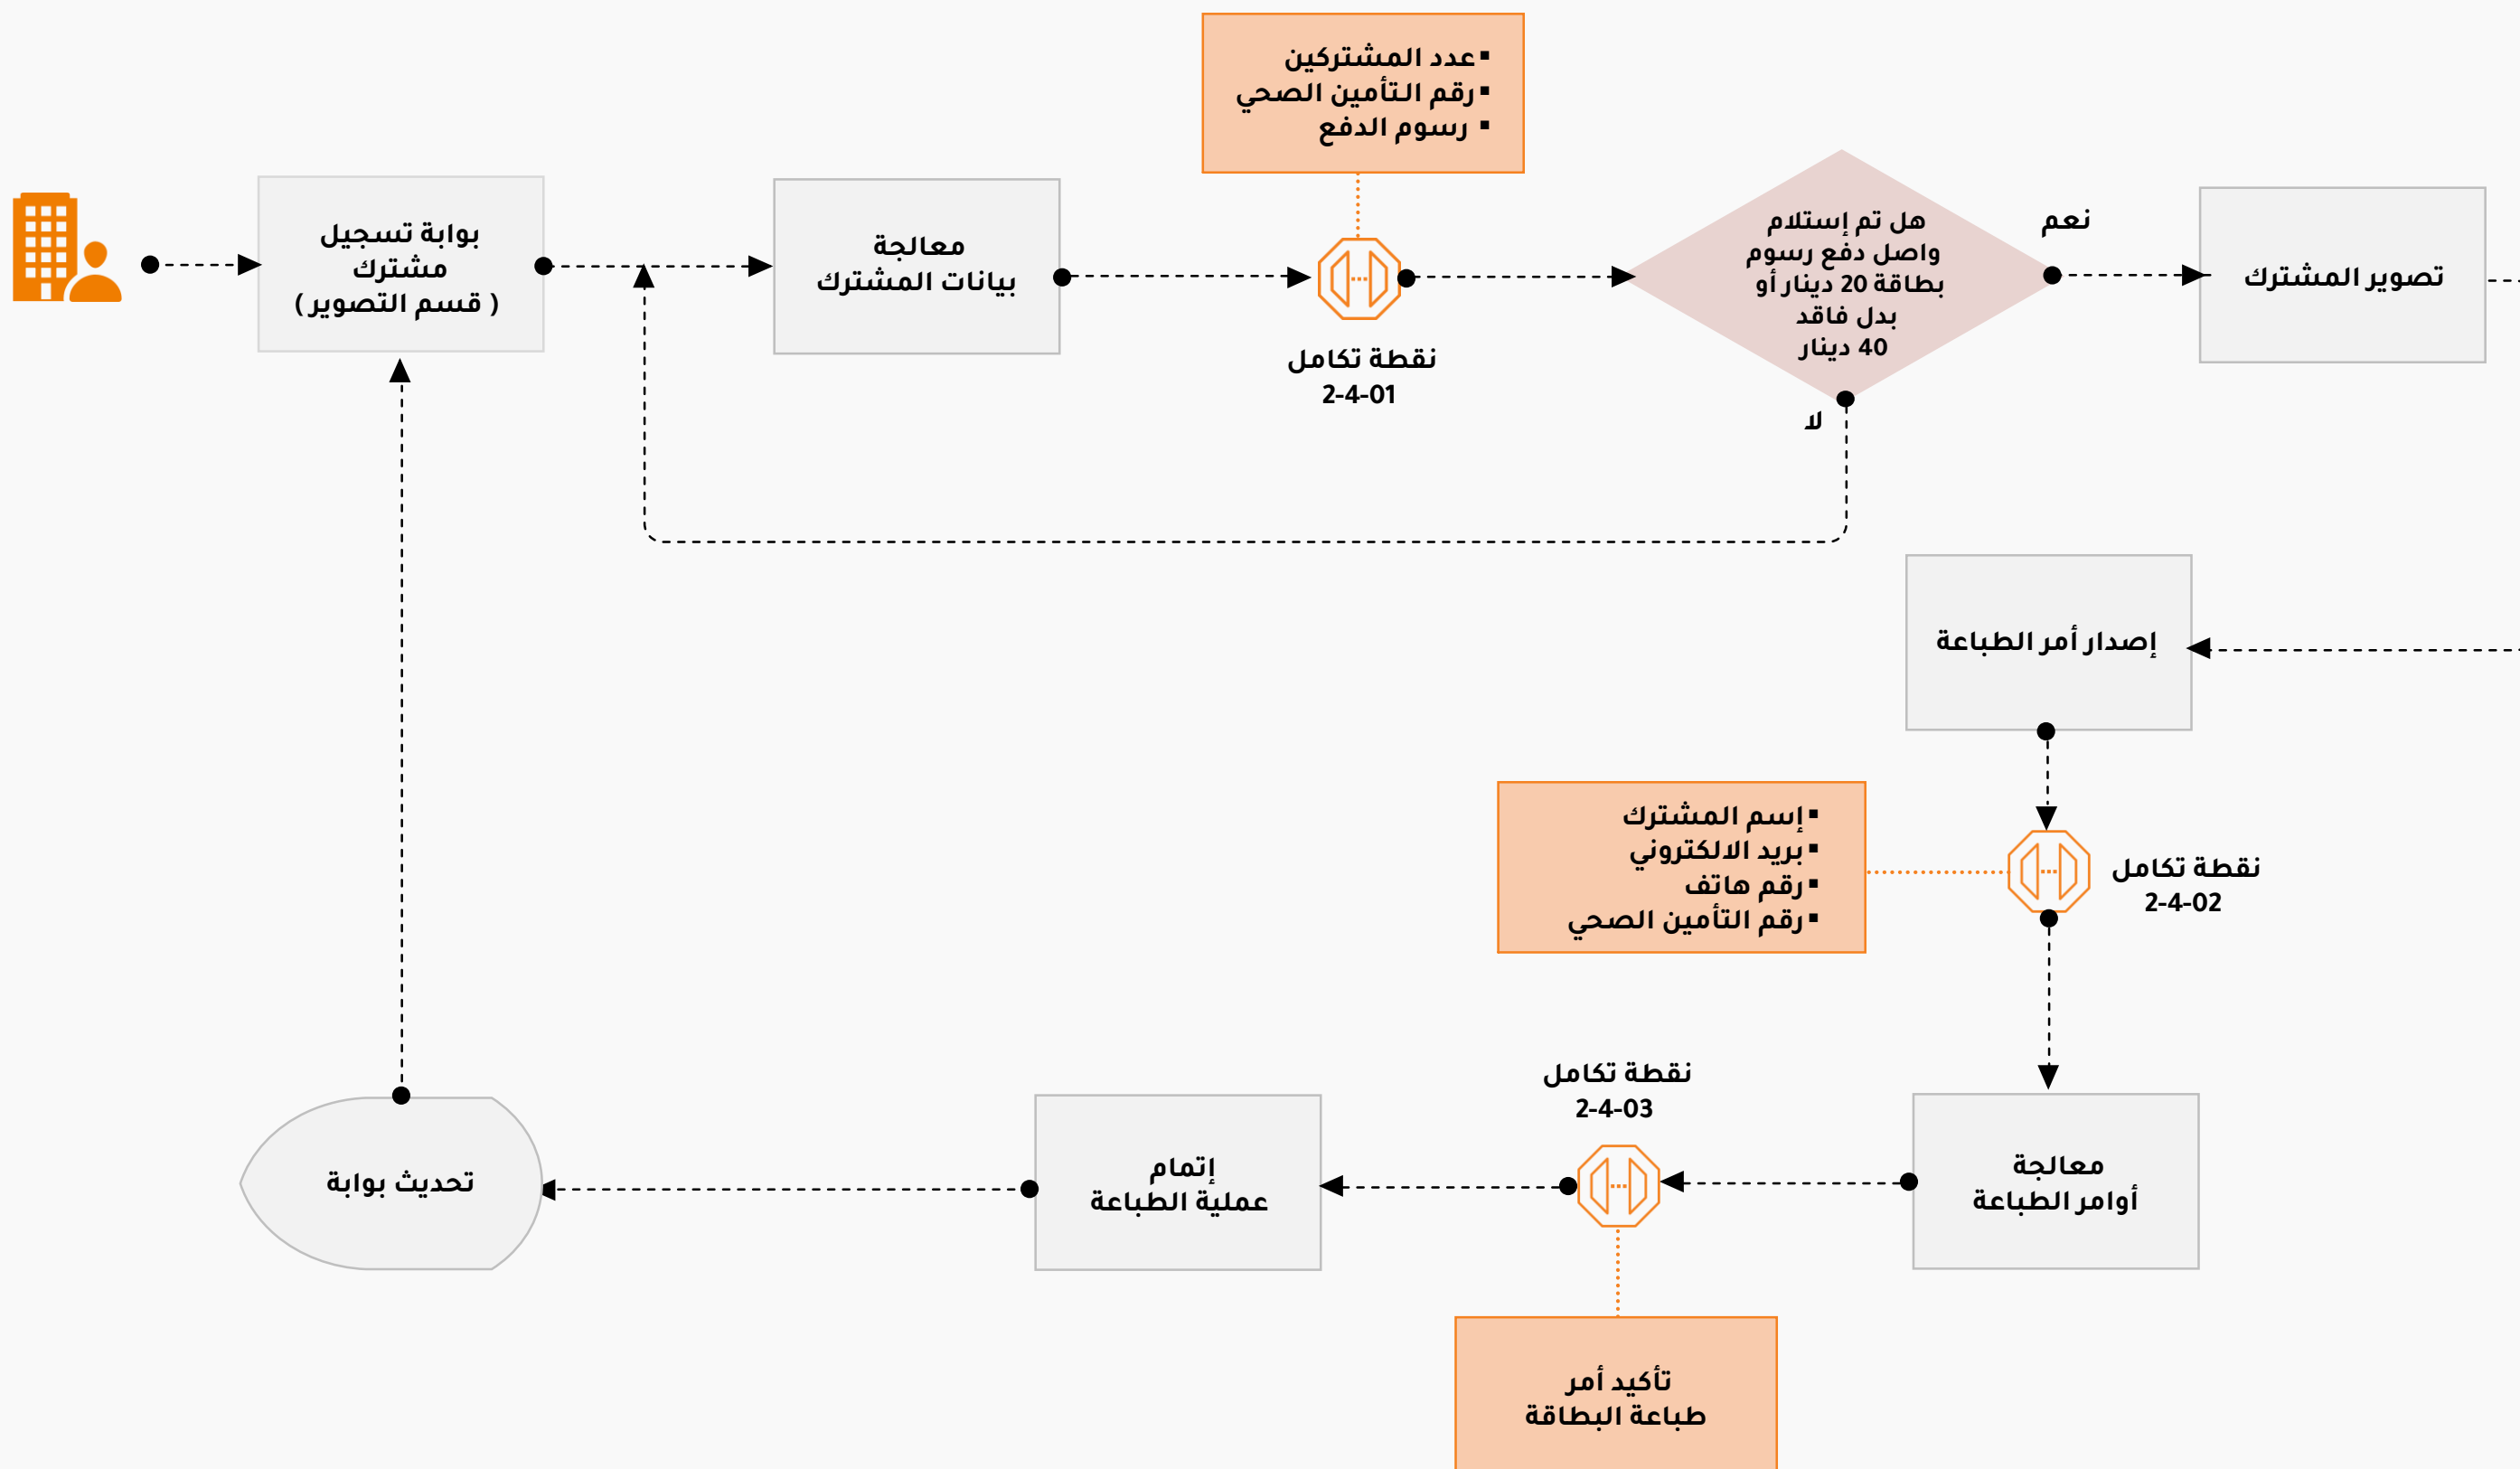 ▪عدد المشتركين
▪رقم التأمين الصحي
▪ رسوم الدفع
بوابة تسجيل
مشترك
( قسم التصوير )
معالجة
بيانات المشترك
نقطة تكامل
2-4-01
هل تم إستلام
واصل دفع رسوم
بطاقة 20 دينار أو
بدل فاقد
40 دينار
نعم
لا
تصوير المشترك
إصدار أمر الطباعة
▪إسم المشترك
▪بريد الالكتروني
▪رقم هاتف
▪رقم التأمين الصحي
نقطة تكامل
2-4-02
معالجة
أوامر الطباعة
نقطة تكامل
2-4-03
إتمام
عملية الطباعة
تحديث بوابة
تأكيد أمر
طباعة البطاقة